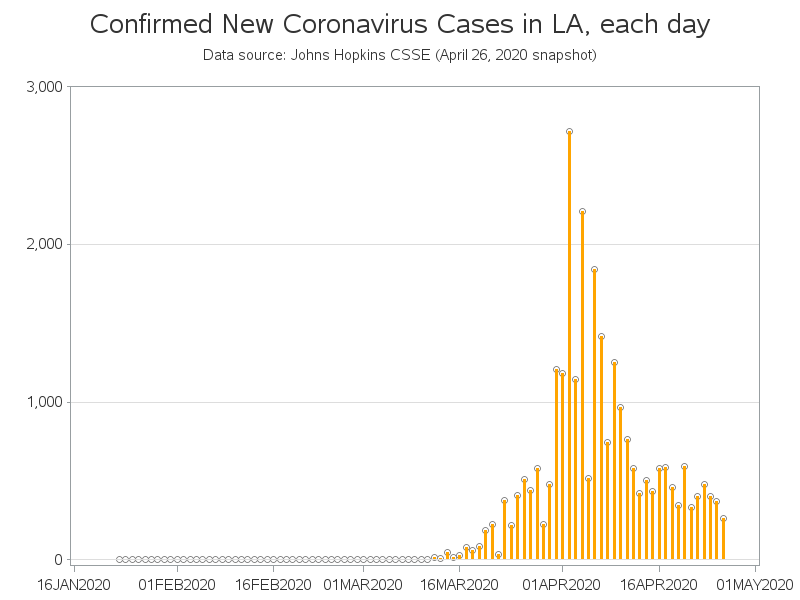 Confirmed New Coronavirus Cases in LA, each day
Data source: Johns Hopkins CSSE (April 26, 2020 snapshot)
3,000
2,000
1,000
0
16JAN2020 01FEB2020 16FEB2020 01MAR2020 16MAR2020 01APR2020 16APR2020 01MAY2020